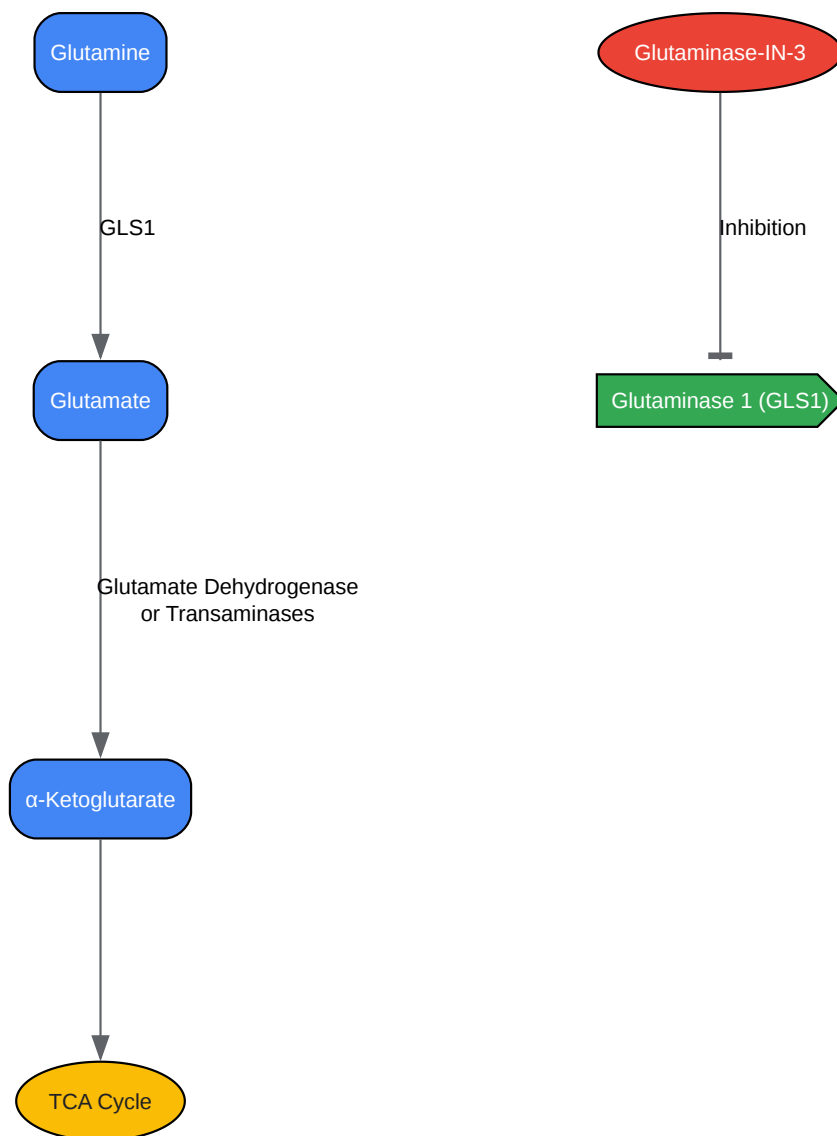 Glutamine
Glutaminase-IN-3
GLS1
Inhibition
Glutamate
Glutaminase 1 (GLS1)
Glutamate Dehydrogenase
or Transaminases
α-Ketoglutarate
TCA Cycle